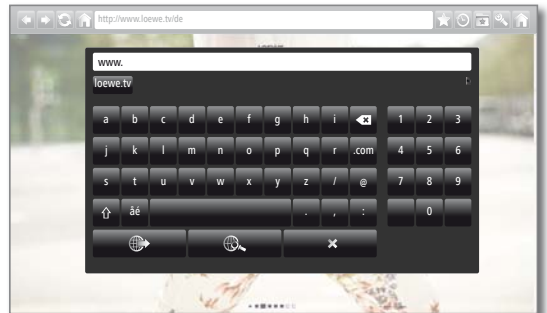 http://www.loewe.tv/de
www.
loewe.tv
a b c d e f g h i 1 2 3
j k l m n o p q r .com 4 5 6
s t u v w x y z / @ 7 8 9
âé . , : 0